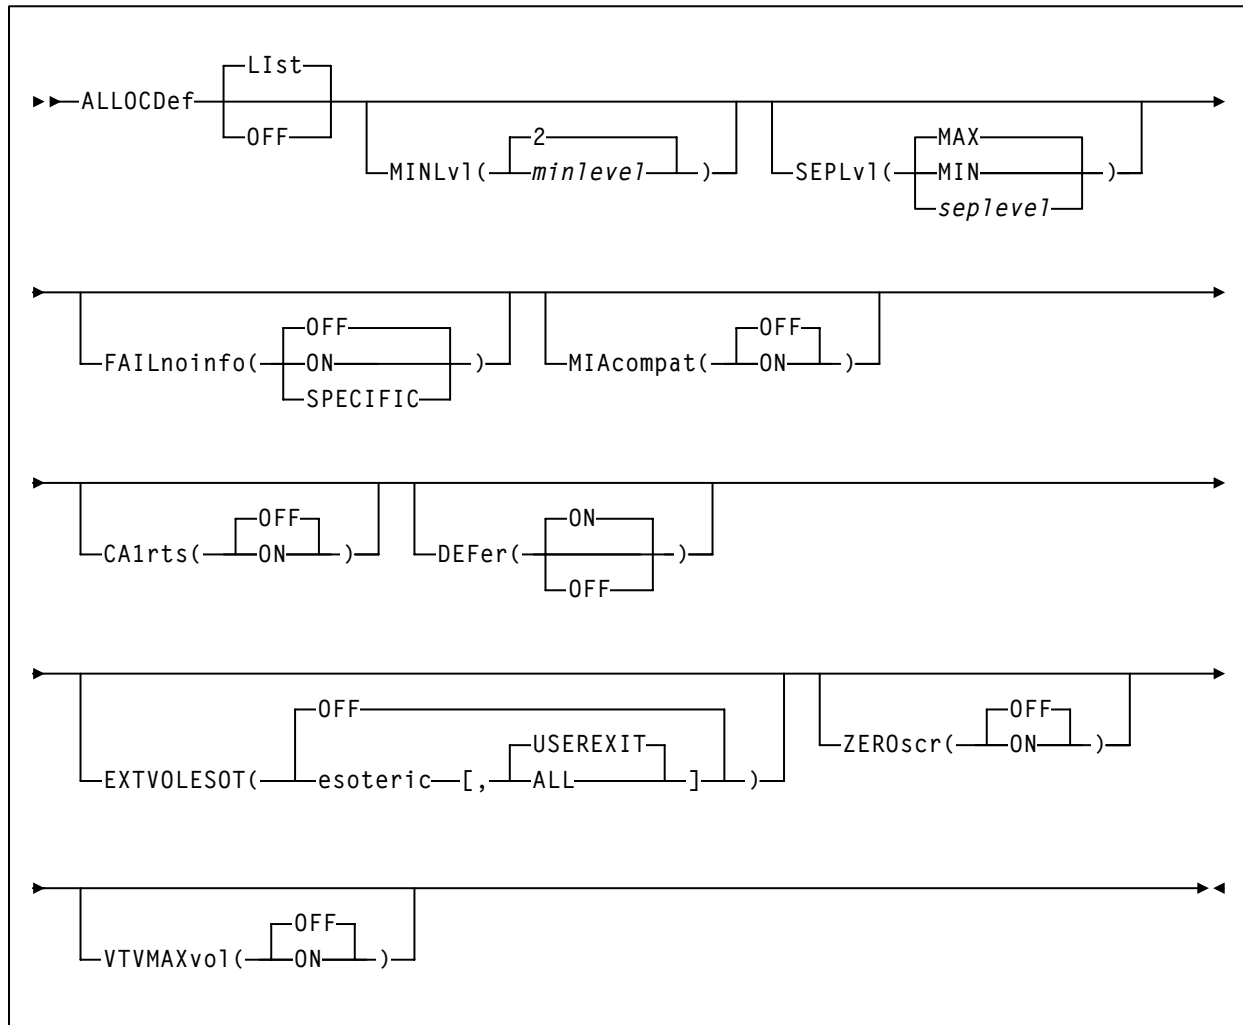 LIst
ALLOCDef
OFF
2
MINLvl(minlevel)
MAX
SEPLvl(MIN)
seplevel
OFF
FAILnoinfo(ON)
SPECIFIC
OFF
MIAcompat(ON)
OFF
CA1rts(ON)
ON
DEFer( )
OFF
OFF
USEREXIT
EXTVOLESOT(esoteric [,ALL ] )
OFF
ZEROscr(ON)
OFF
VTVMAXvol(ON)